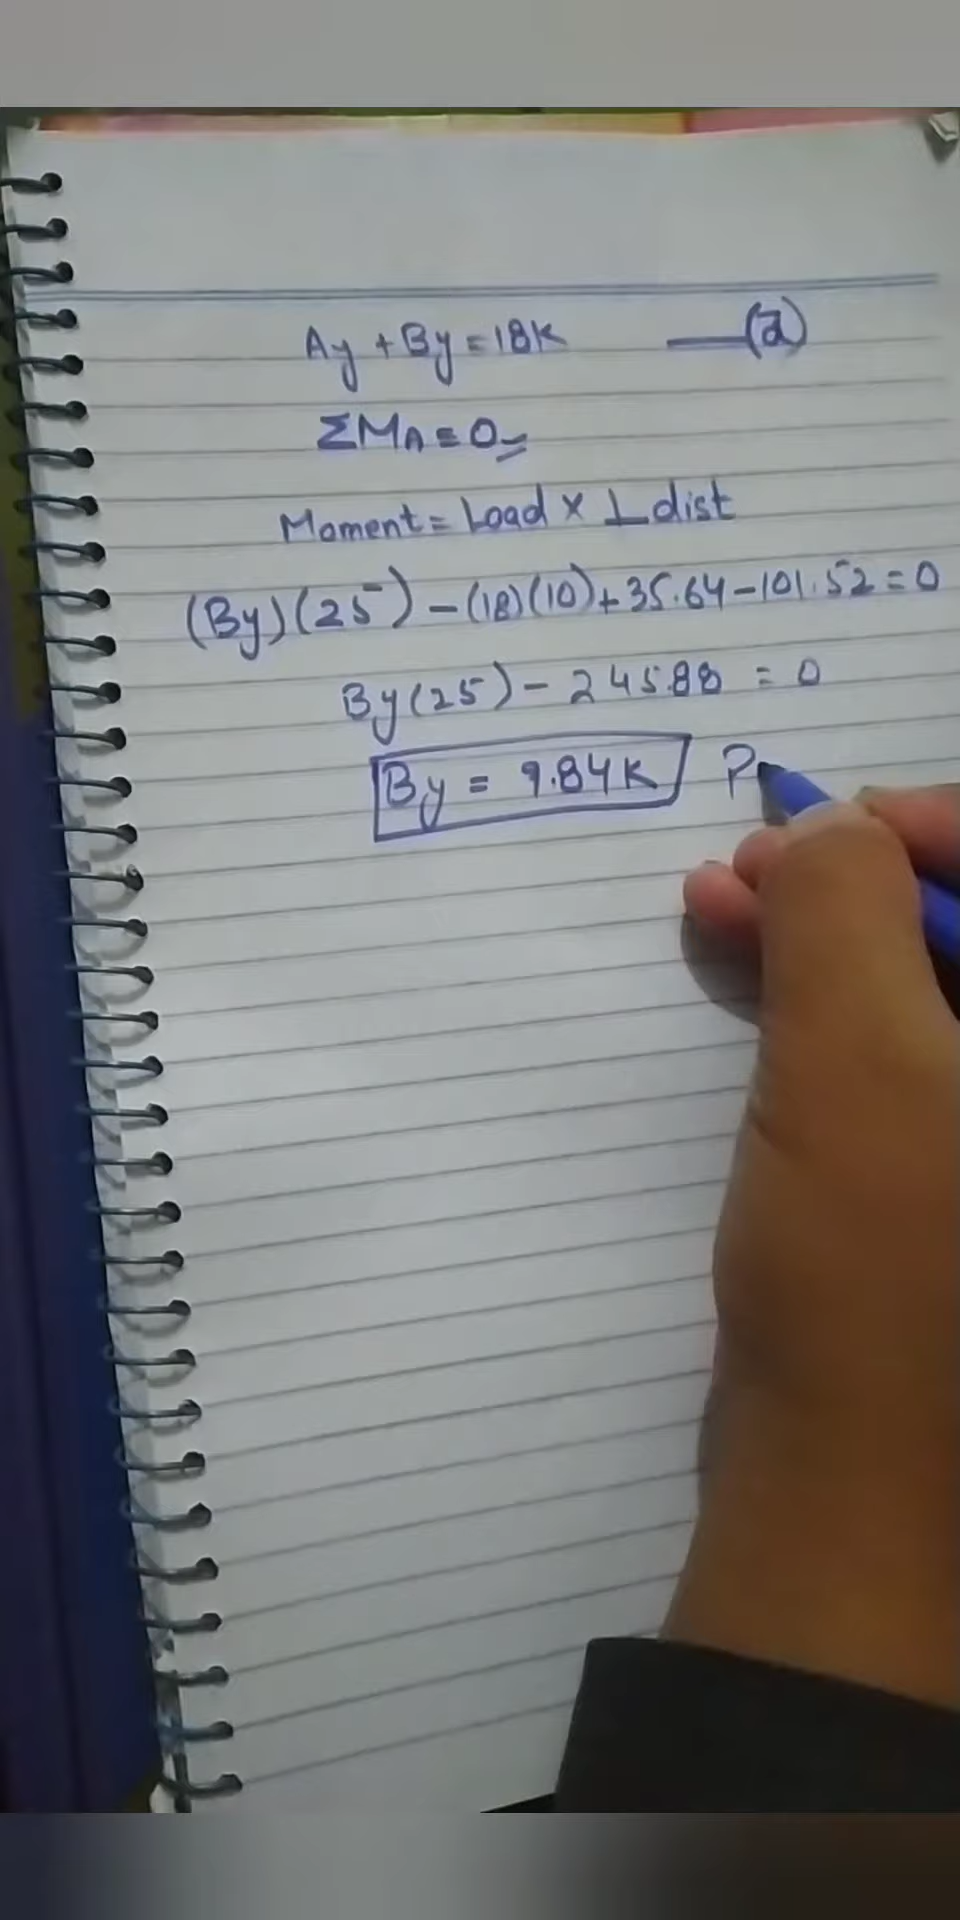 Ay + By = 18K —(a)
ΣMA = 0
Moment = Load × ⊥ dist
(By)(25) - (18)(10) + 35.64 - 101.52 = 0
By(25) - 245.88 = 0
By = 9.84K P